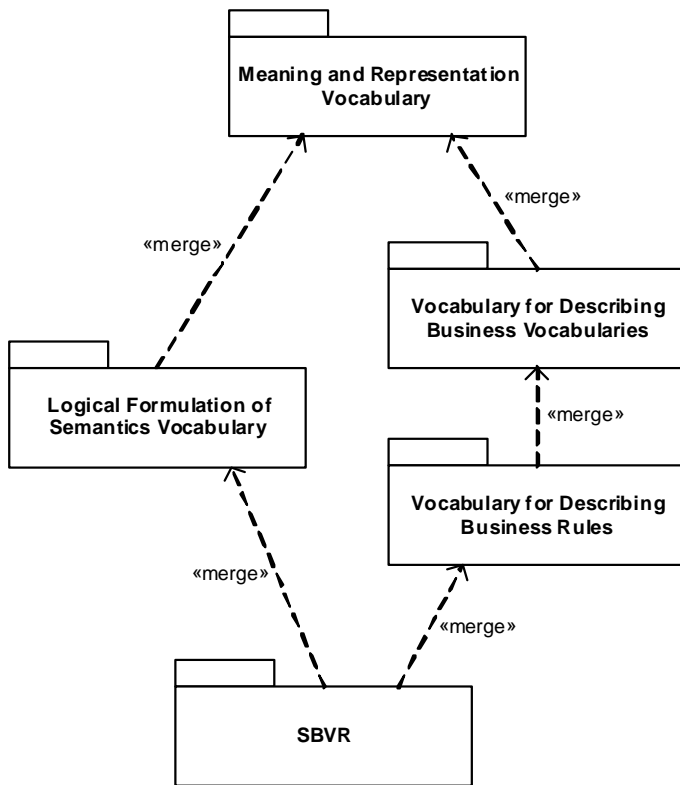 Meaning and Representation
Vocabulary
«merge»
«merge»
Vocabulary for Describing
Business Vocabularies
Logical Formulation of
Semantics Vocabulary
«merge»
Vocabulary for Describing
Business Rules
«merge»
«merge»
SBVR